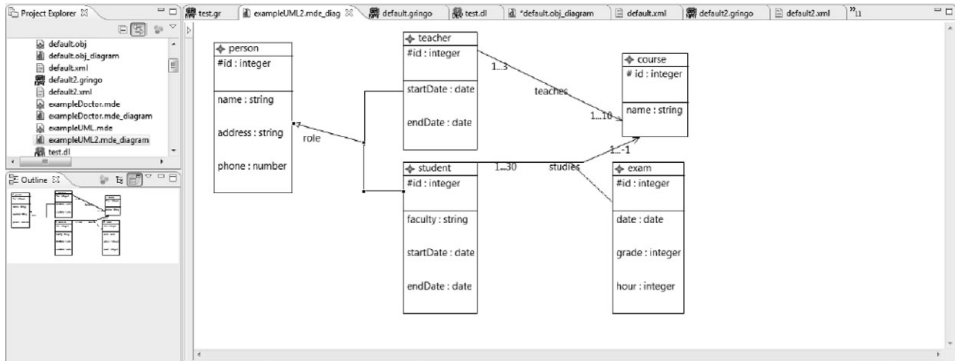 Project Explorer
test.gr
exampleUML2.mde_diag
default.gringo
test.dl
*default.obj_diagram
default.xml
default2.gringo
default2.xml
default.obj
default.obj_diagram
default.xml
default2.gringo
default2.xml
exampleDoctor.mde
exampleDoctor.mde_diagram
exampleUML.mde
exampleUML2.mde_diagram
test.dl
Outline
person
#id : integer
name : string
address : string
phone : number
role
teacher
#id : integer
startDate : date
endDate : date
1...3
teaches
1...10
course
# id : integer
name : string
student
#id : integer
faculty : string
startDate : date
endDate : date
1...30
studies
1...-1
exam
#id : integer
date : date
grade : integer
hour : integer